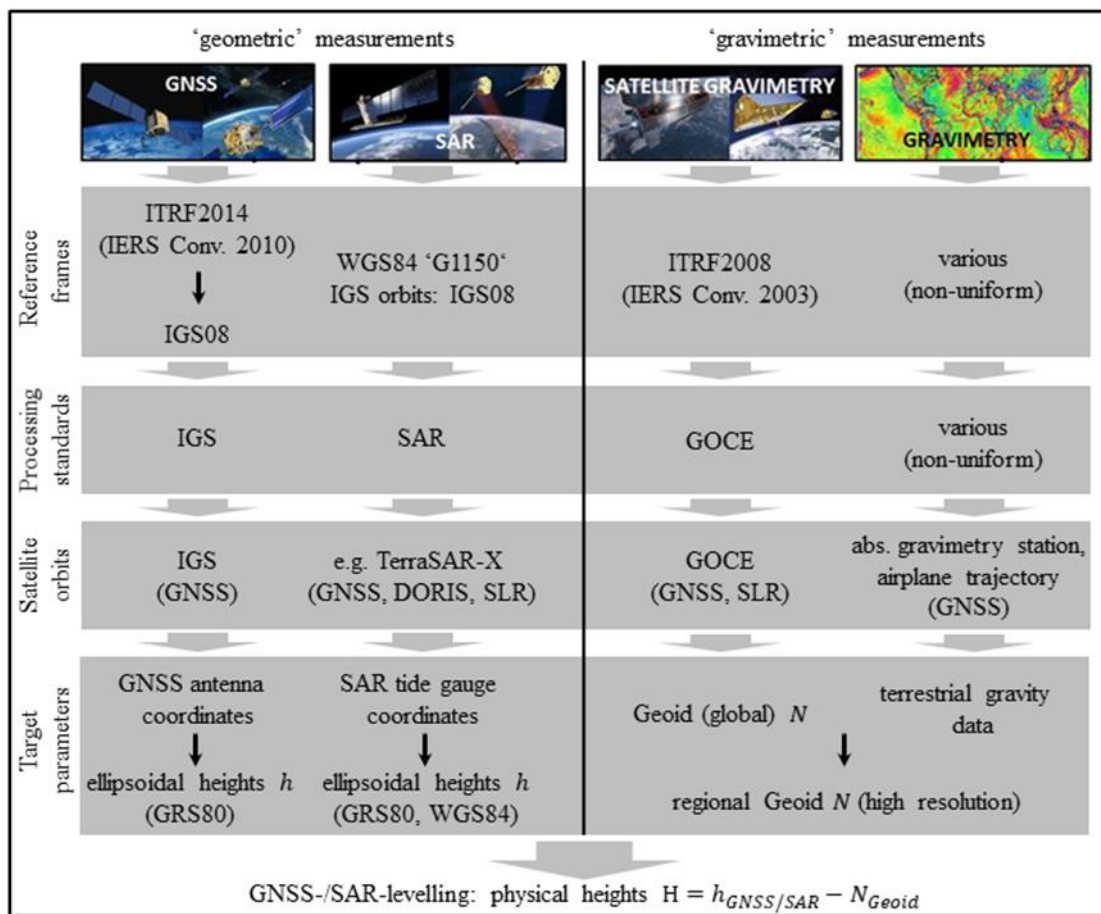 ‘geometric’ measurements
‘gravimetric’ measurements
GNSS
SAR
SATELLITE GRAVIMETRY
GRAVIMETRY
Reference
frames
ITRF2014
(IERS Conv. 2010)
IGS08
WGS84 ‘G1150‘
IGS orbits: IGS08
ITRF2008
(IERS Conv. 2003)
various
(non-uniform)
Processing
standards
IGS
SAR
GOCE
various
(non-uniform)
Satellite
orbits
IGS
(GNSS)
e.g. TerraSAR-X
(GNSS, DORIS, SLR)
GOCE
(GNSS, SLR)
abs. gravimetry station,
airplane trajectory
(GNSS)
Target
parameters
GNSS antenna
coordinates
ellipsoidal heights h
(GRS80)
SAR tide gauge
coordinates
ellipsoidal heights h
(GRS80, WGS84)
Geoid (global) N
terrestrial gravity
data
regional Geoid N (high resolution)
GNSS-/SAR-levelling: physical heights H = h_{GNSS/SAR} − N_{Geoid}